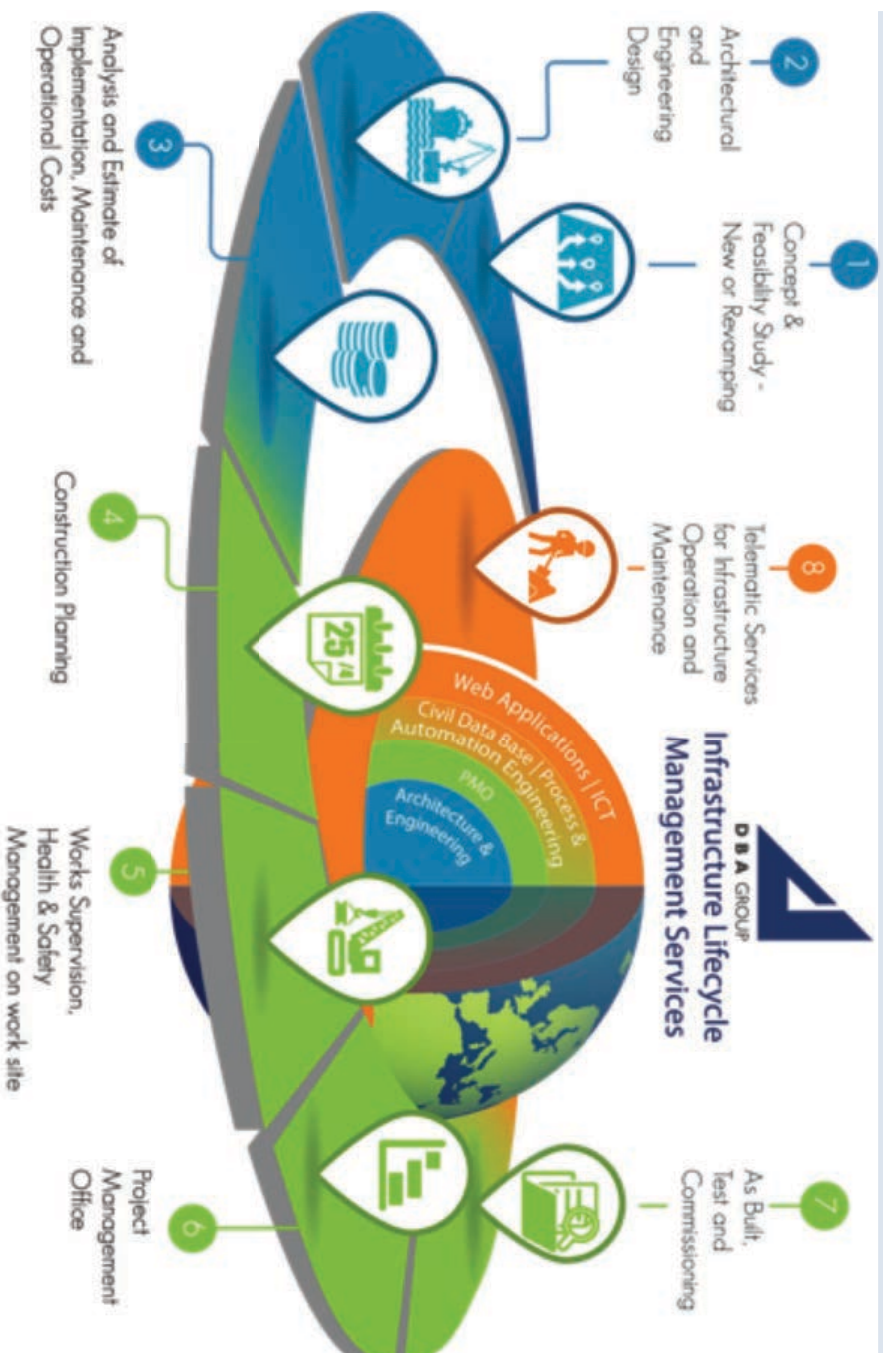 DBA GROUP
Infrastructure Lifecycle
Management Services
1
Concept &
Feasibility Study -
New or Revamping
2
Architectural
and
Engineering
Design
3
Analysis and Estimate of
Implementation, Maintenance and
Operational Costs
4
Construction Planning
25/4
5
Works Supervision,
Health & Safety
Management on work site
6
Project
Management
Office
7
As Built,
Test and
Commissioning
8
Telematic Services
for Infrastructure
Operation and
Maintenance
Web Applications | ICT
Civil Data Base | Process &
Automation Engineering
PMO
Architecture &
Engineering